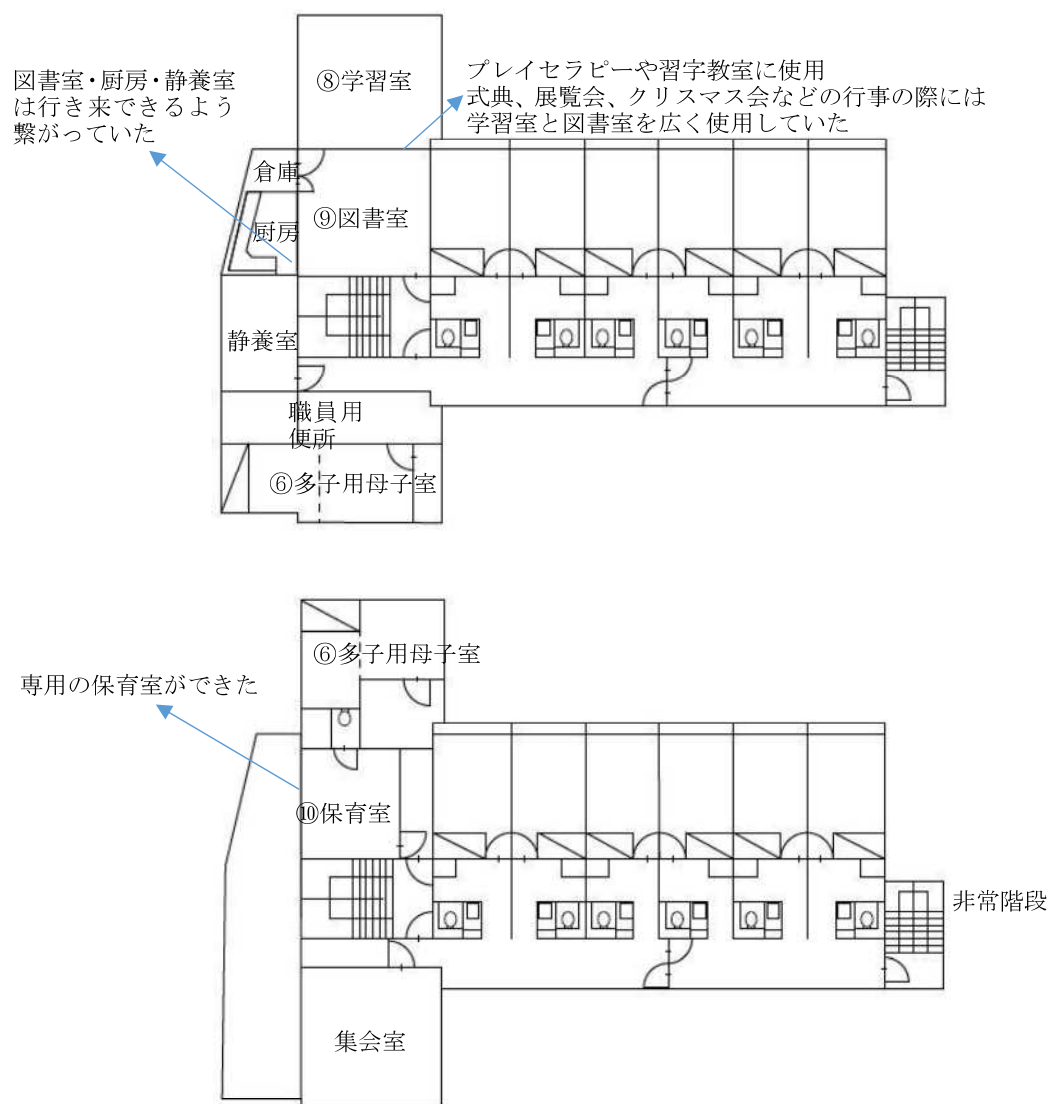 図書室・厨房・静養室
は行き来できるよう
繋がっていた
⑧学習室
プレイセラピーや習字教室に使用
式典、展覧会、クリスマス会などの行事の際には
学習室と図書室を広く使用していた
倉庫
⑨図書室
厨房
静養室
職員用
便所
⑥多子用母子室
⑥多子用母子室
専用の保育室ができた
⑩保育室
非常階段
集会室